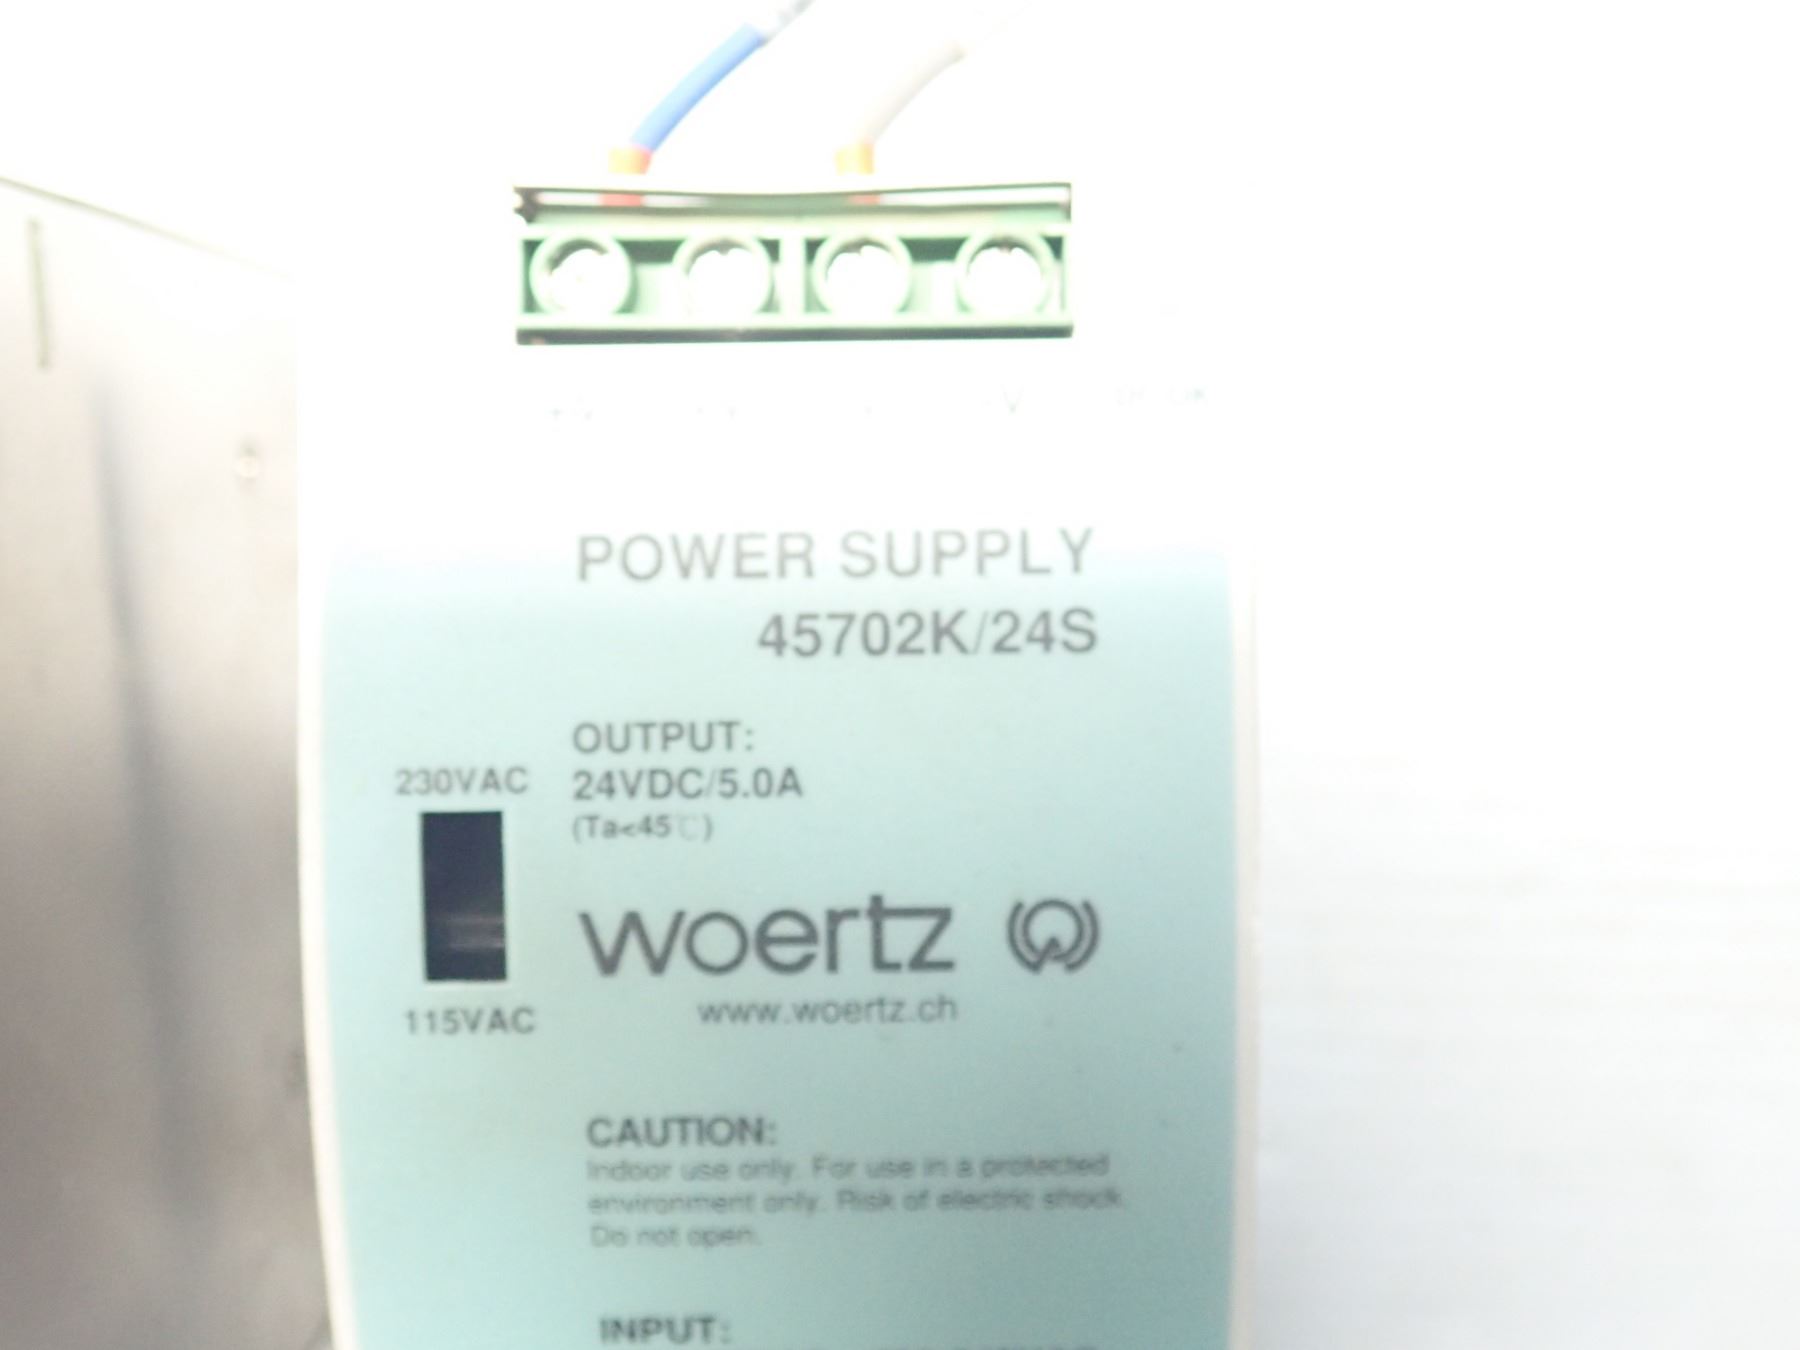 POWER SUPPLY
45702K/24S
OUTPUT:
24VDC/5.0A
(Ta<45℃)
230VAC
115VAC
woertz
www.woertz.ch
CAUTION:
Indoor use only. For use in a protected
environment only. Risk of electric shock.
Do not open.
INPUT: